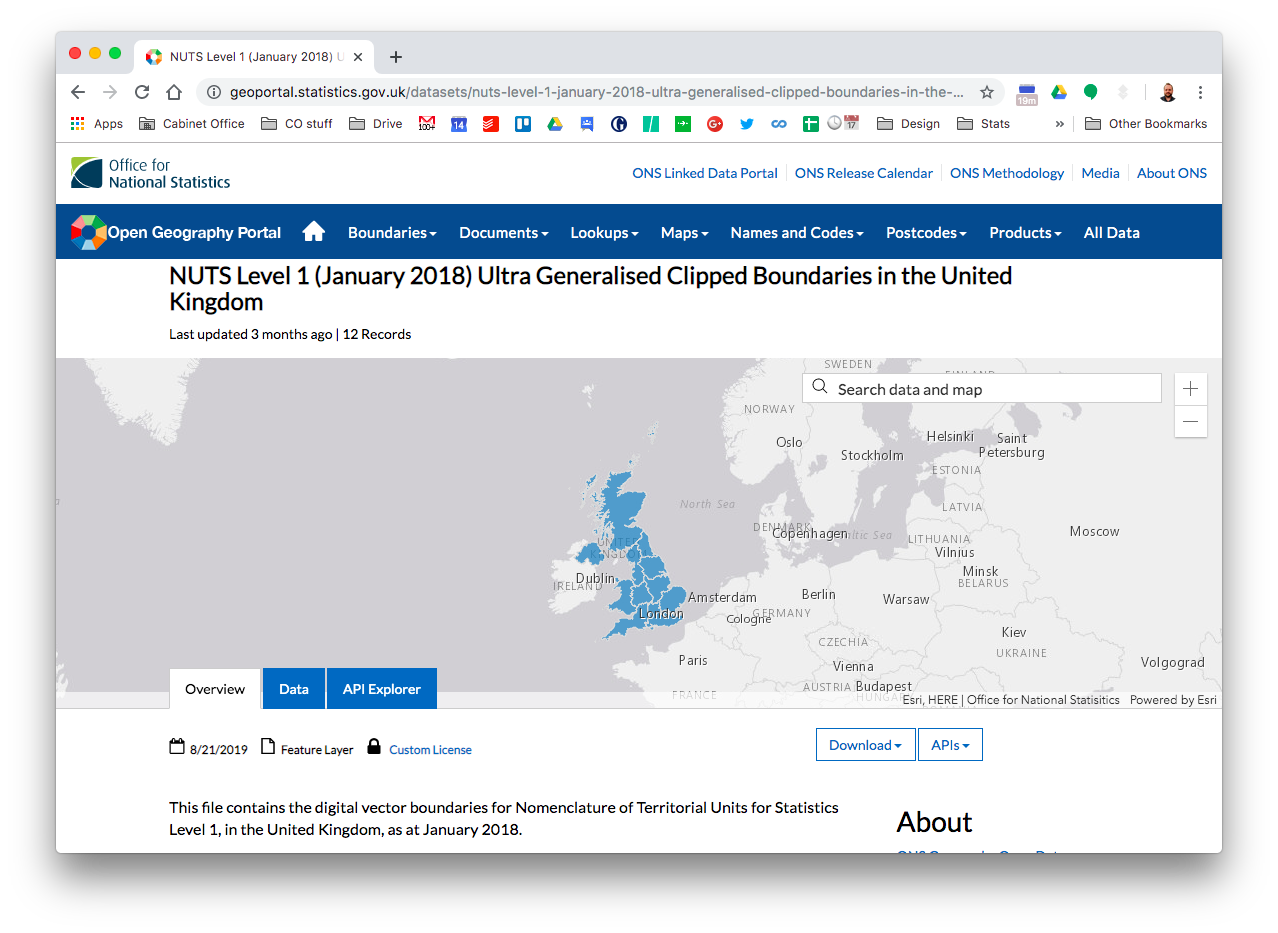 NUTS Level 1 (January 2018) U
geoportal.statistics.gov.uk/datasets/nuts-level-1-january-2018-ultra-generalised-clipped-boundaries-in-the-...
19m
Apps Cabinet Office CO stuff Drive 100+ 14 G+ 17 Design Stats » Other Bookmarks
Office for
National Statistics
ONS Linked Data Portal ONS Release Calendar ONS Methodology Media About ONS
Open Geography Portal Boundaries Documents Lookups Maps Names and Codes Postcodes Products All Data
NUTS Level 1 (January 2018) Ultra Generalised Clipped Boundaries in the United
Kingdom
Last updated 3 months ago | 12 Records
SWEDEN
Search data and map
NORWAY
Oslo
Helsinki
Saint
Petersburg
Stockholm
ESTONIA
North Sea
LATVIA
DENMARK
Copenhagen
Moscow
LITHUANIA
UNITED
KINGDOM
Vilnius
Minsk
BELARUS
Dublin
IRELAND
Amsterdam
Berlin
Warsaw
London
Cologne
GERMANY
Kiev
CZECHIA
UKRAINE
Paris
Vienna
Volgograd
AUSTRIA
Budapest
FRANCE
HUNGARY
Esri, HERE | Office for National Statisitics Powered by Esri
Overview Data API Explorer
8/21/2019 Feature Layer Custom License
Download APIs
This file contains the digital vector boundaries for Nomenclature of Territorial Units for Statistics
Level 1, in the United Kingdom, as at January 2018.
About